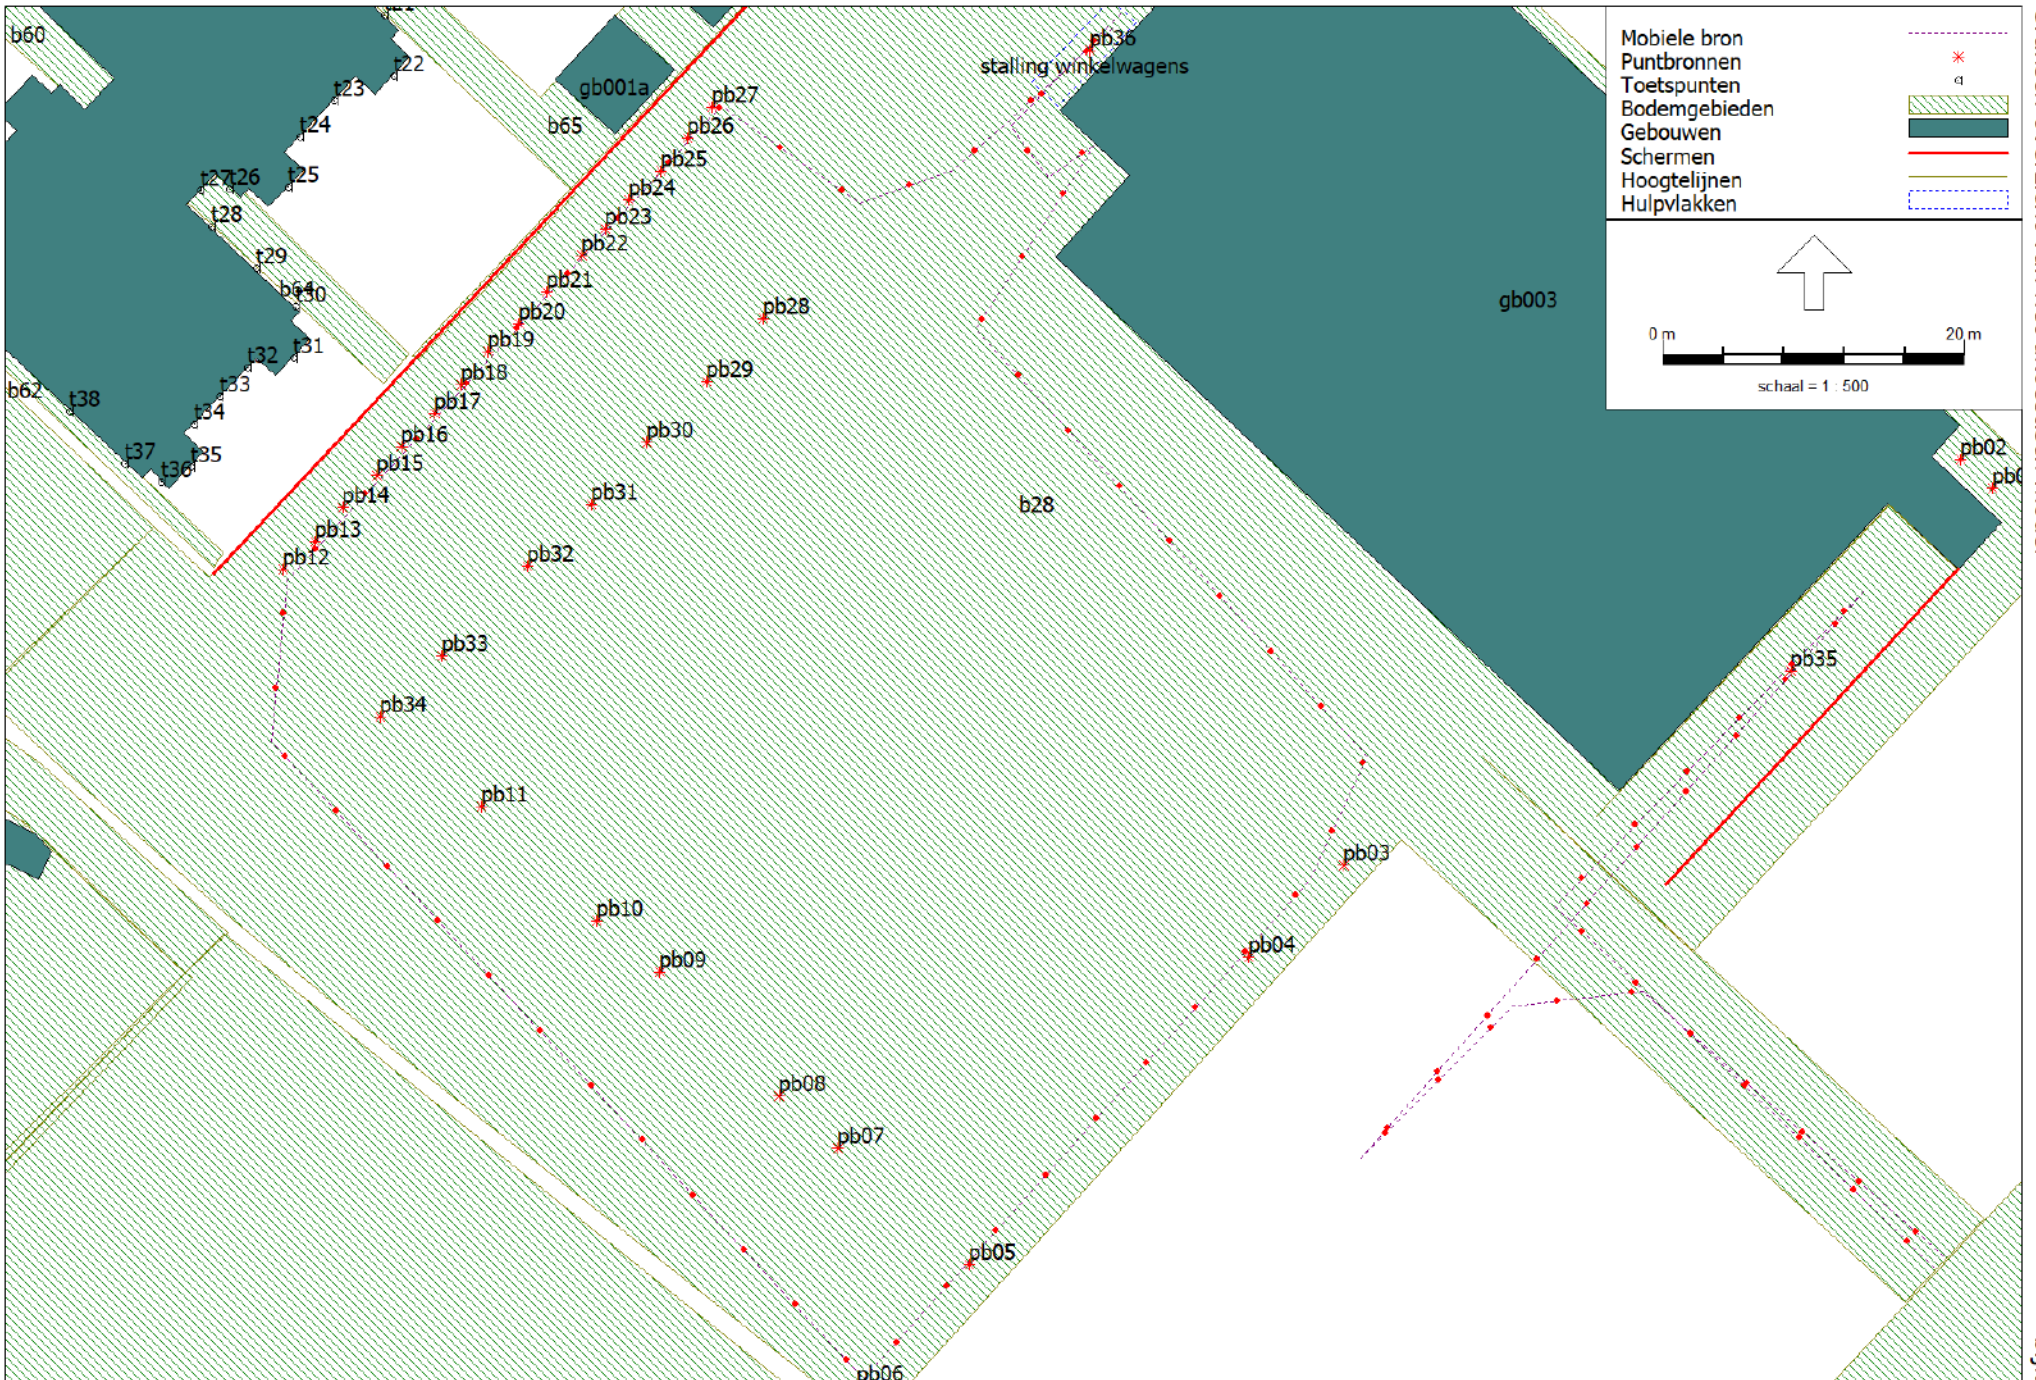 Mobiele bron
Puntbronnen
Toetspunten
Bodemgebieden
Gebouwen
Schermen
Hoogtelijnen
Hulpvlakken
0 m 20 m
schaal = 1 : 500
b60
t22
t23
t24
t25
t27
t26
t28
t29
b64
t30
t31
t32
t33
t34
t35
t36
t37
t38
b62
gb001a
b65
pb36
stalling winkelwagens
pb27
pb26
pb25
pb24
pb23
pb22
pb21
pb20
pb19
pb18
pb17
pb16
pb15
pb14
pb13
pb12
pb28
pb29
pb30
pb31
pb32
pb33
pb34
b28
gb003
pb02
pb35
pb11
pb10
pb09
pb08
pb07
pb03
pb04
pb05
pb06